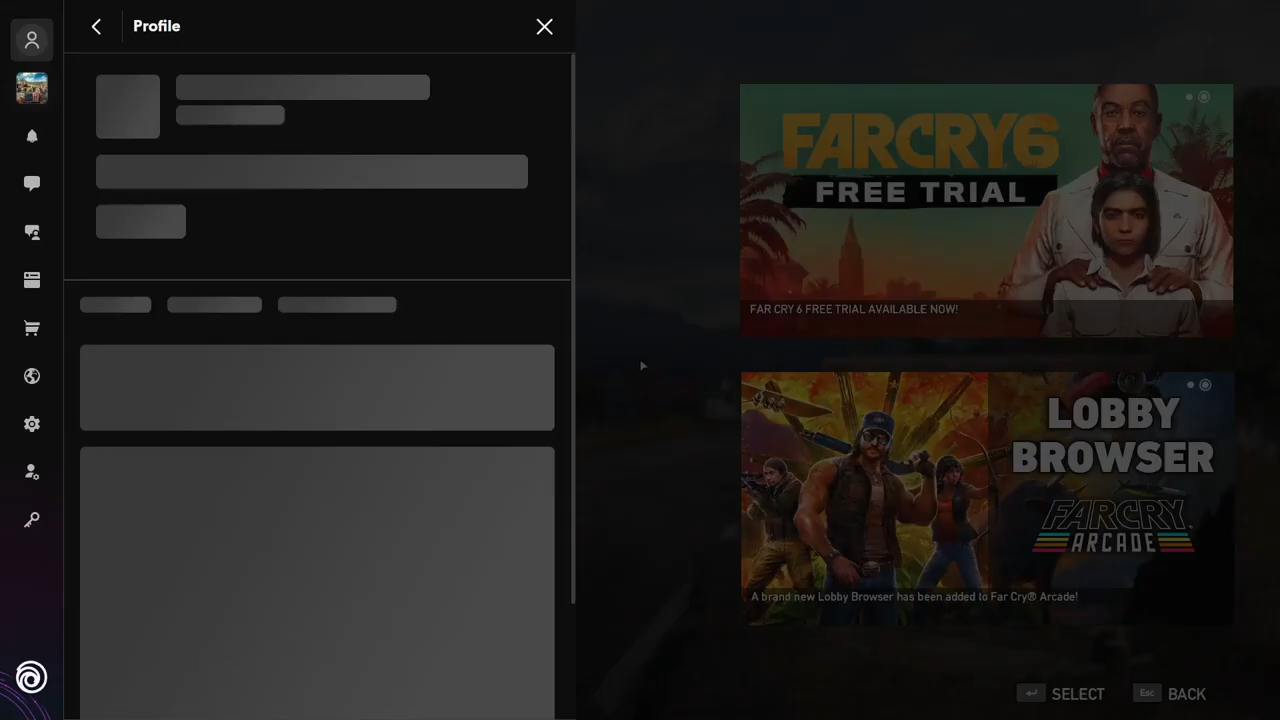 Profile
FARCRY6
FREE TRIAL
FAR CRY 6 FREE TRIAL AVAILABLE NOW!
LOBBY
BROWSER
FARCRY
ARCADE
A brand new Lobby Browser has been added to Far Cry® Arcade!
SELECT
Esc BACK